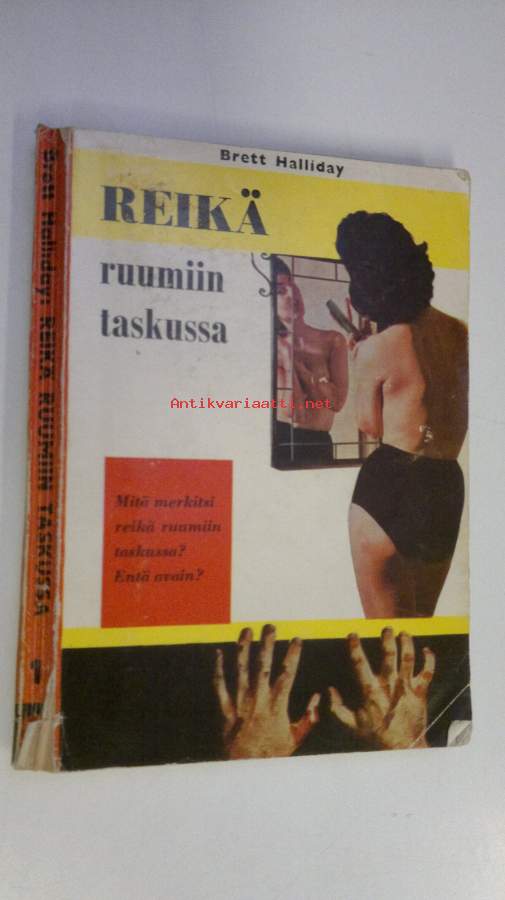 Brett Halliday
REIKÄ
ruumiin
taskussa
Antikvariaatti.net
Mitä merkitsi
reikä ruumiin
taskussa?
Entä avain?
Brett Halliday: REIKÄ RUUMIIN TASKUSSA
1